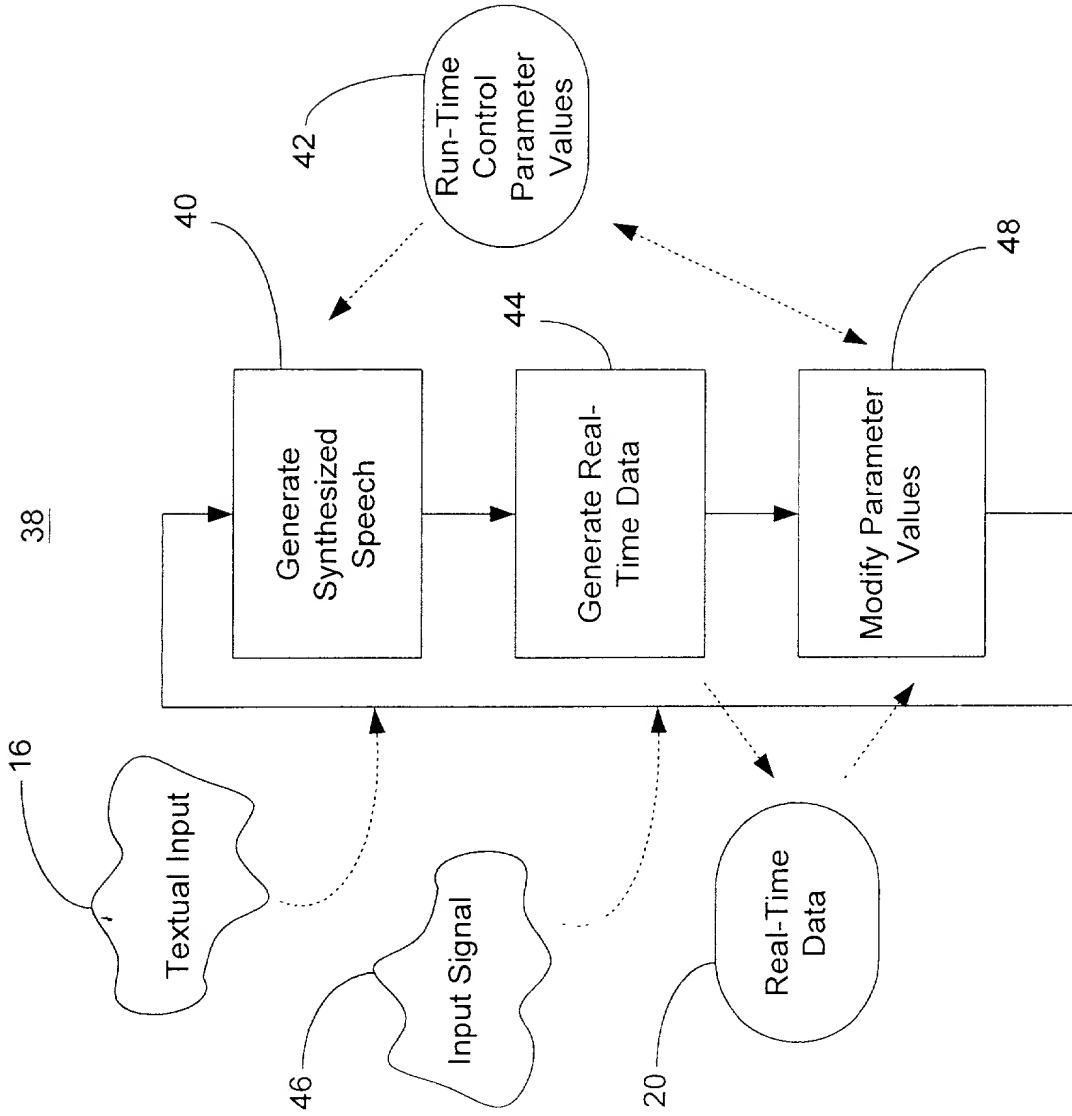 38
16
Textual Input
46
Input Signal
20
Real-Time
Data
40
Generate
Synthesized
Speech
42
Run-Time
Control
Parameter
Values
44
Generate Real-
Time Data
48
Modify Parameter
Values